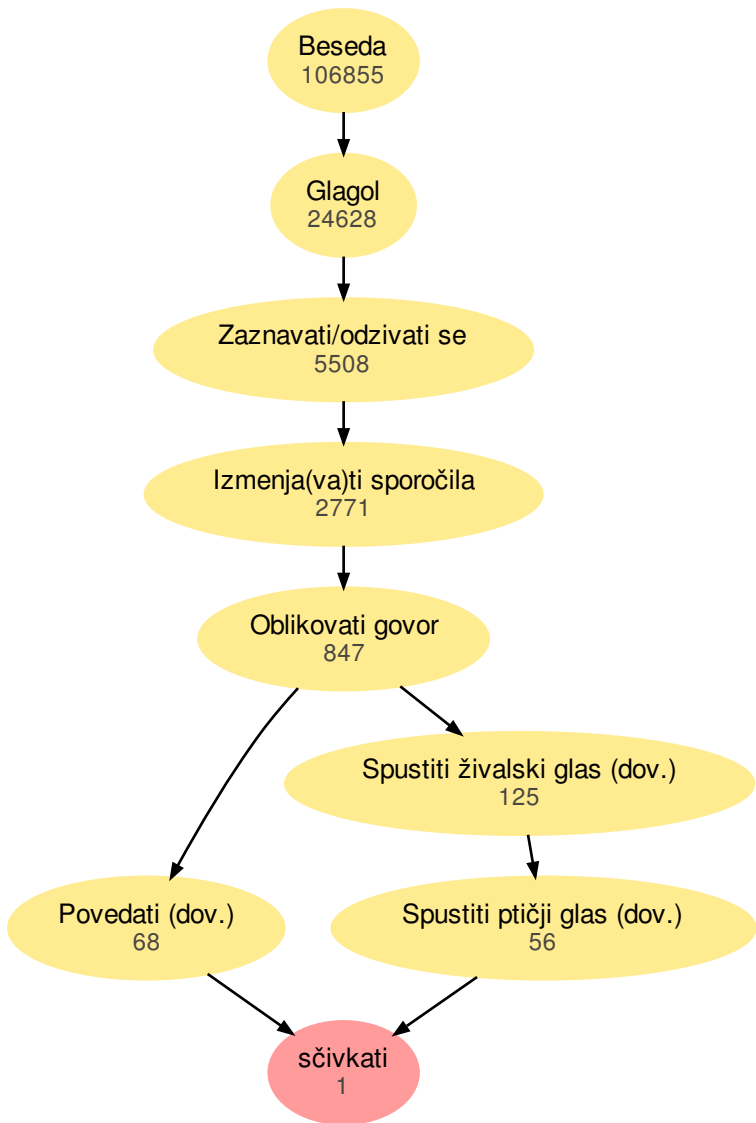 Beseda
106855
Glagol
24628
Zaznavati/odzivati se
5508
Izmenja(va)ti sporočila
2771
Oblikovati govor
847
Spustiti živalski glas (dov.)
125
Povedati (dov.)
68
Spustiti ptičji glas (dov.)
56
sčivkati
1